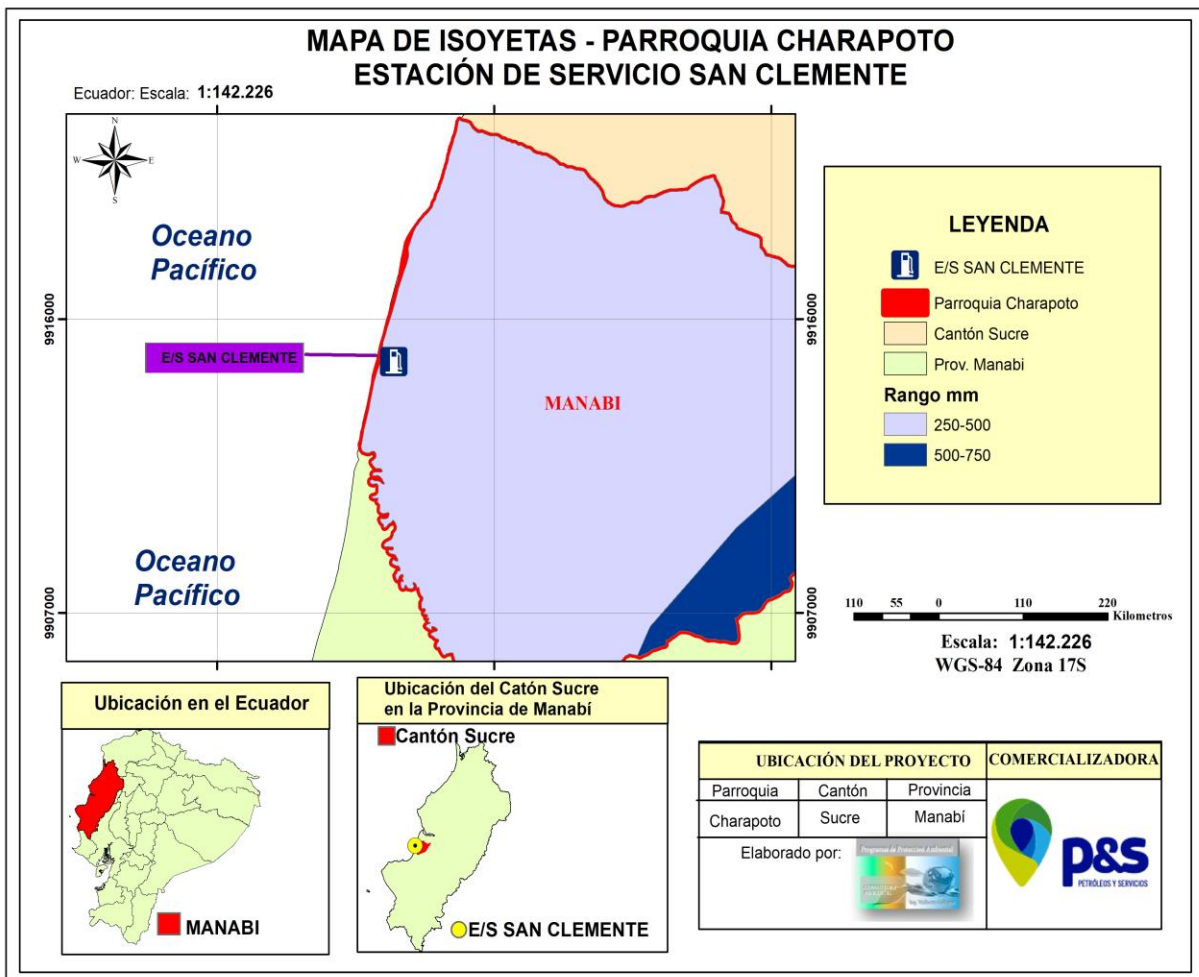 MAPA DE ISOYETAS - PARROQUIA CHARAPOTO
ESTACIÓN DE SERVICIO SAN CLEMENTE
Ecuador: Escala: 1:142.226
N
W E
S
Oceano
Pacífico
9916000
9916000
E/S SAN CLEMENTE
MANABI
Oceano
Pacífico
9907000
9907000
LEYENDA
E/S SAN CLEMENTE
Parroquia Charapoto
Cantón Sucre
Prov. Manabi
Rango mm
250-500
500-750
110 55 0 110 220
Kilometros
Escala: 1:142.226
WGS-84 Zona 17S
Ubicación en el Ecuador
MANABI
Ubicación del Catón Sucre
en la Provincia de Manabí
Cantón Sucre
E/S SAN CLEMENTE
UBICACIÓN DEL PROYECTO
COMERCIALIZADORA
Parroquia Cantón Provincia
Charapoto Sucre Manabí
Elaborado por:
Programas de Protección Ambiental
p&s
PETRÓLEOS Y SERVICIOS